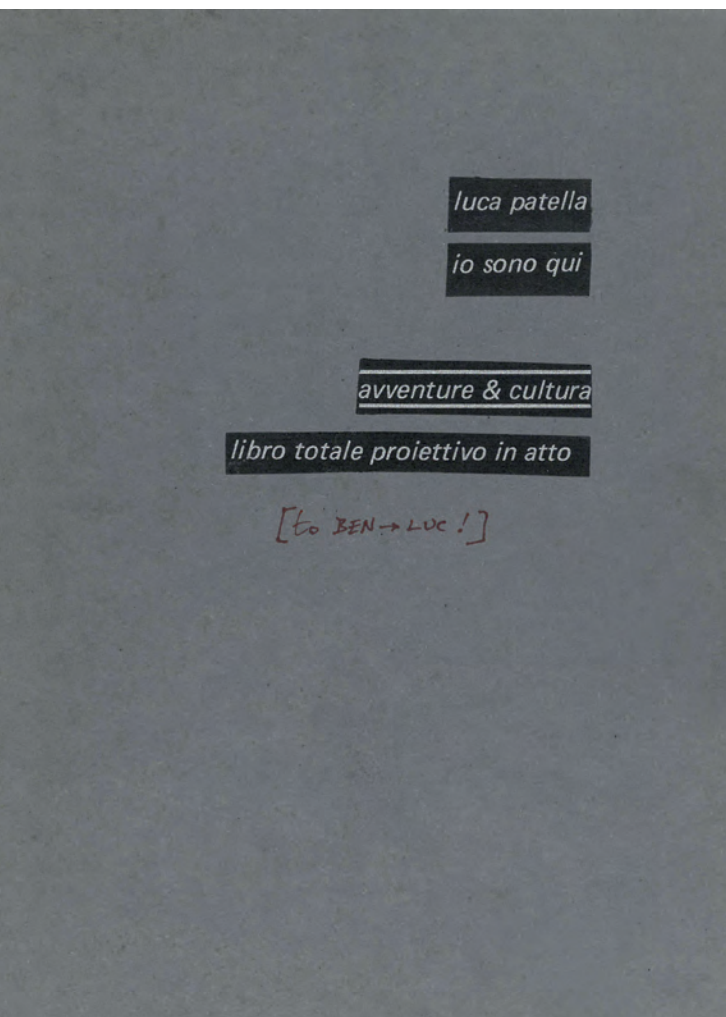 luca patella
io sono qui
avventure & cultura
libro totale proiettivo in atto
[to BEN→LUC!]